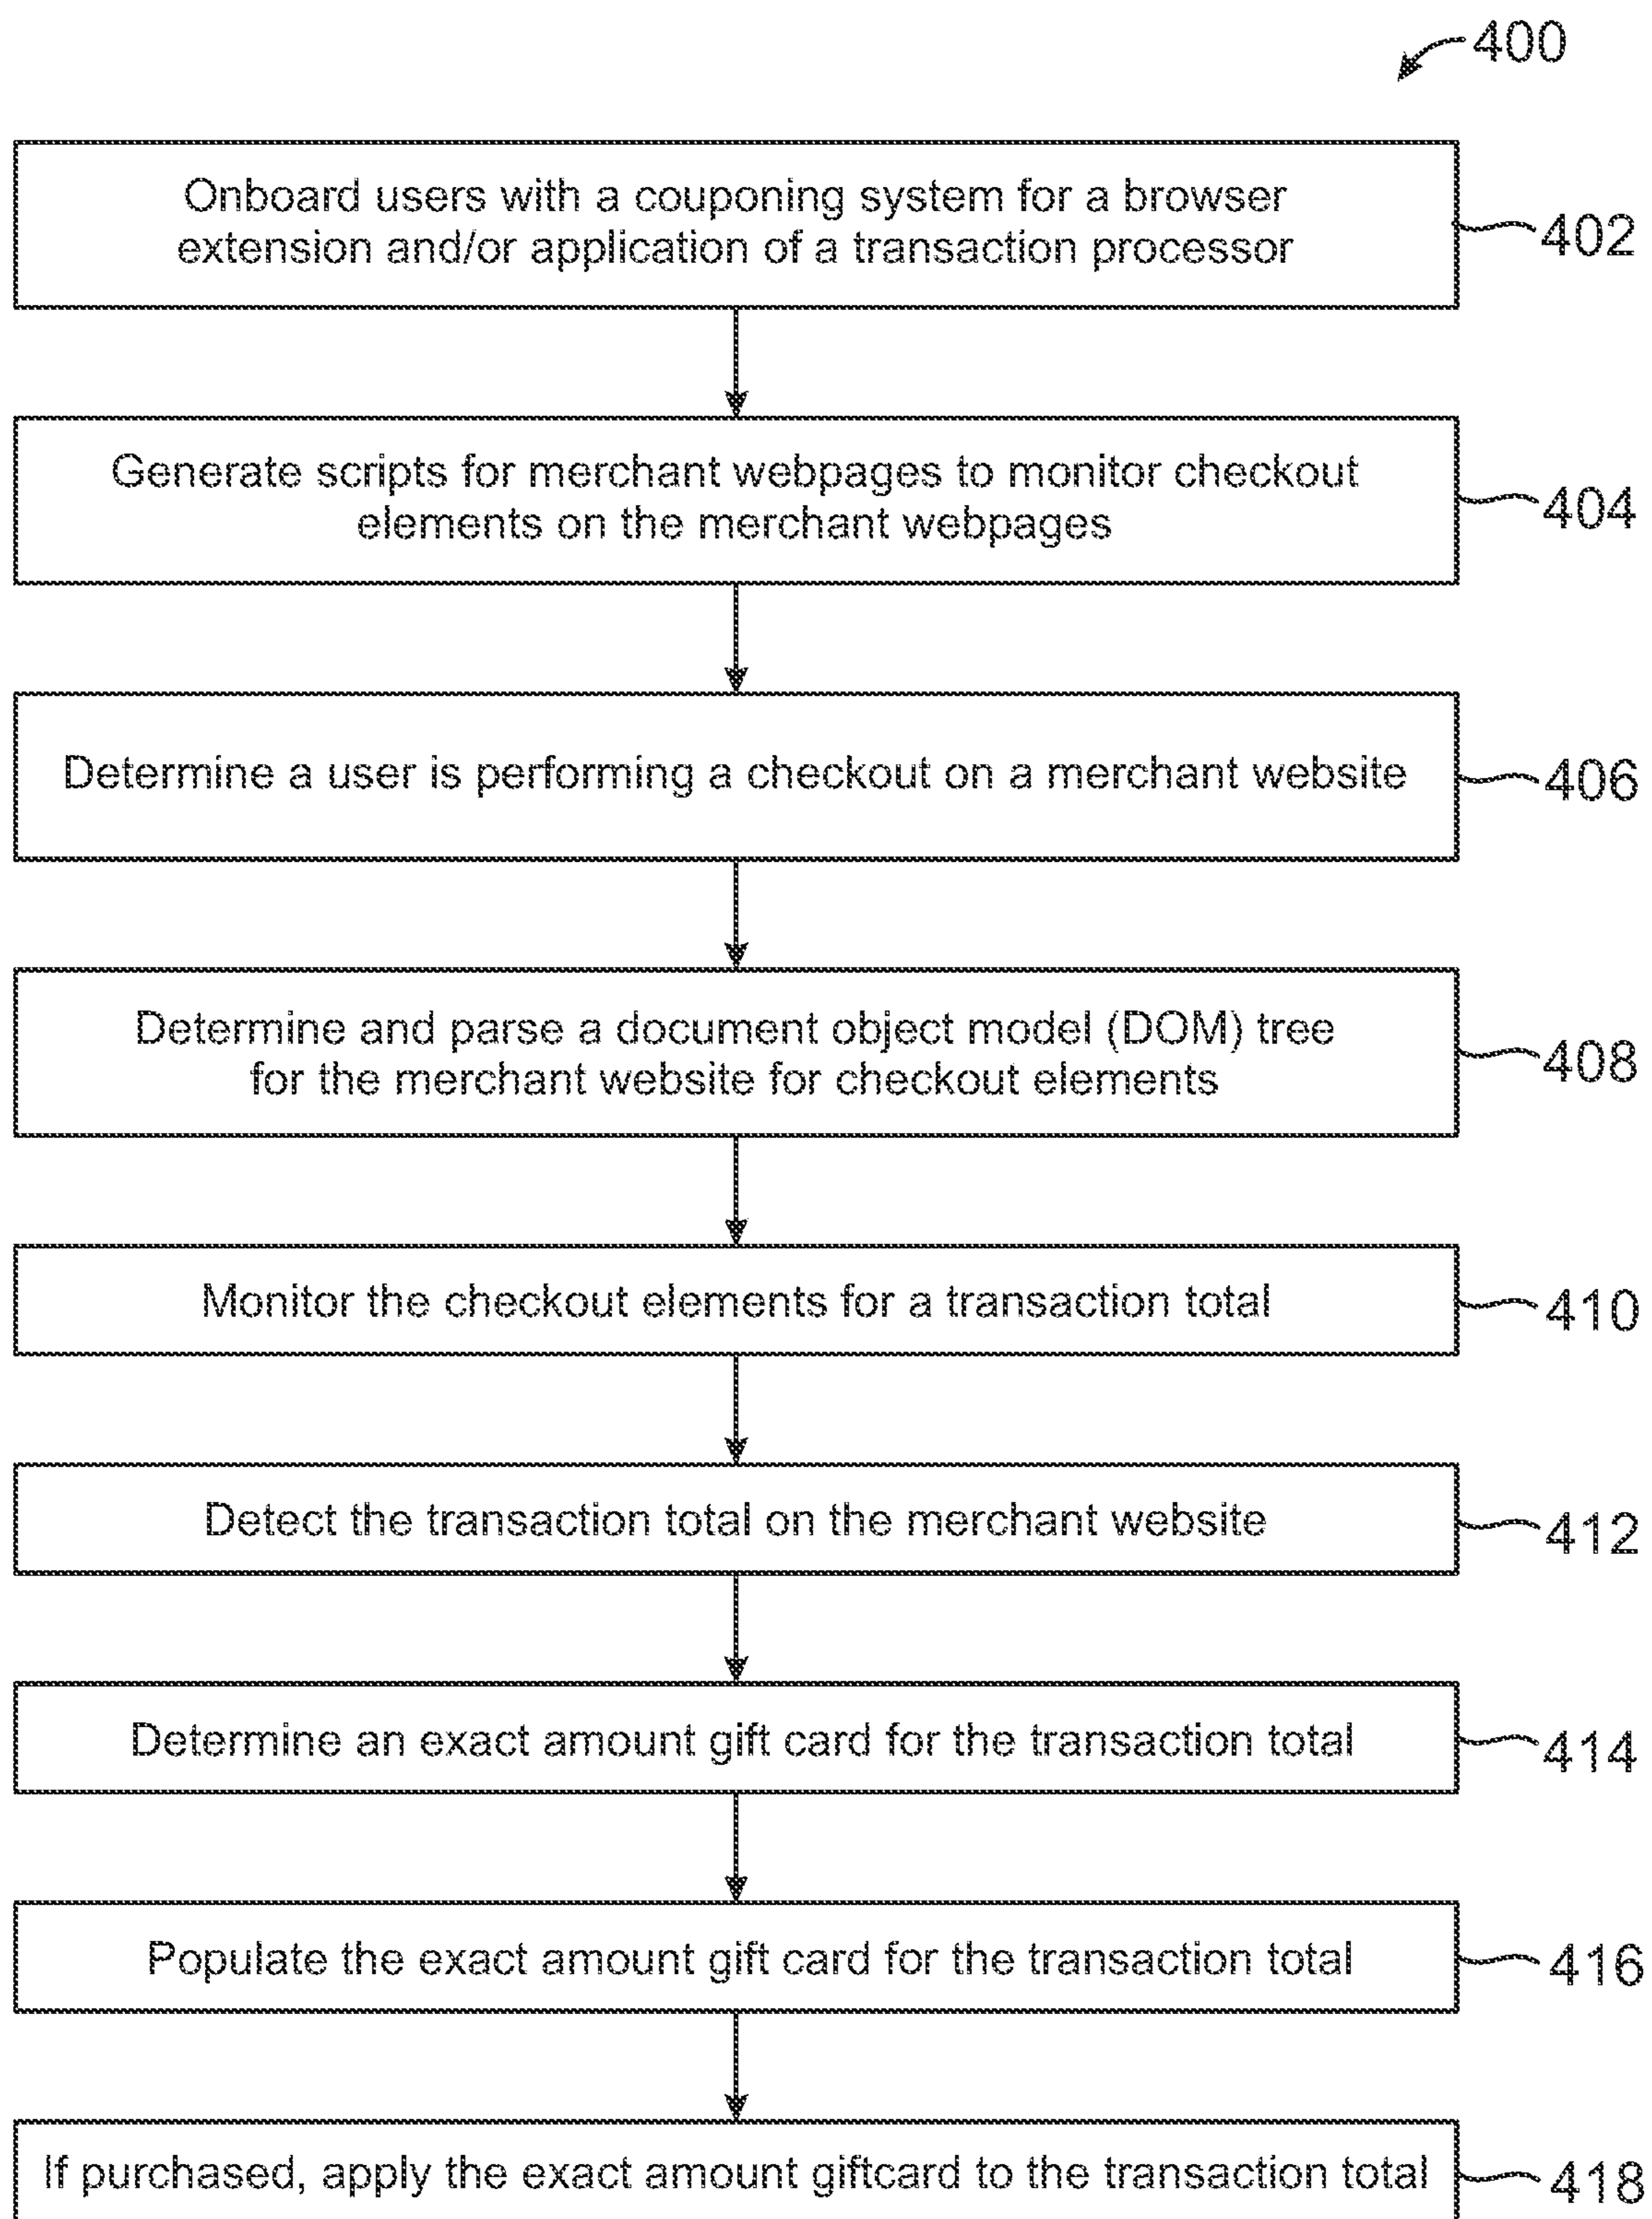 400
Onboard users with a couponing system for a browser
extension and/or application of a transaction processor
402
Generate scripts for merchant webpages to monitor checkout
elements on the merchant webpages
404
Determine a user is performing a checkout on a merchant website
406
Determine and parse a document object model (DOM) tree
for the merchant website for checkout elements
408
Monitor the checkout elements for a transaction total
410
Detect the transaction total on the merchant website
412
Determine an exact amount gift card for the transaction total
414
Populate the exact amount gift card for the transaction total
416
If purchased, apply the exact amount giftcard to the transaction total
418